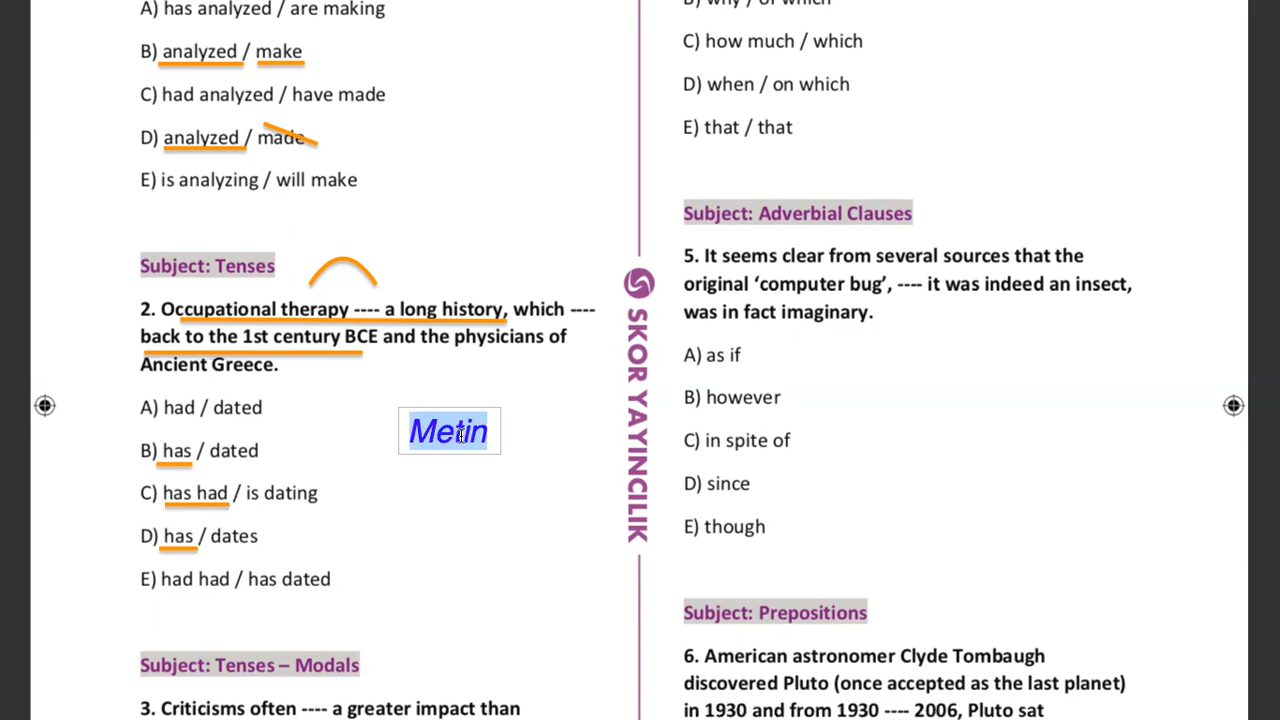 A) has analyzed / are making
B) analyzed / make
C) had analyzed / have made
D) analyzed / made
E) is analyzing / will make
Subject: Tenses
2. Occupational therapy ---- a long history, which ----
back to the 1st century BCE and the physicians of
Ancient Greece.
A) had / dated
B) has / dated
C) has had / is dating
D) has / dates
E) had had / has dated
Metin
Subject: Tenses – Modals
3. Criticisms often ---- a greater impact than
SKOR YAYINCILIK
B) why / of which
C) how much / which
D) when / on which
E) that / that
Subject: Adverbial Clauses
5. It seems clear from several sources that the
original ‘computer bug’, ---- it was indeed an insect,
was in fact imaginary.
A) as if
B) however
C) in spite of
D) since
E) though
Subject: Prepositions
6. American astronomer Clyde Tombaugh
discovered Pluto (once accepted as the last planet)
in 1930 and from 1930 ---- 2006, Pluto sat